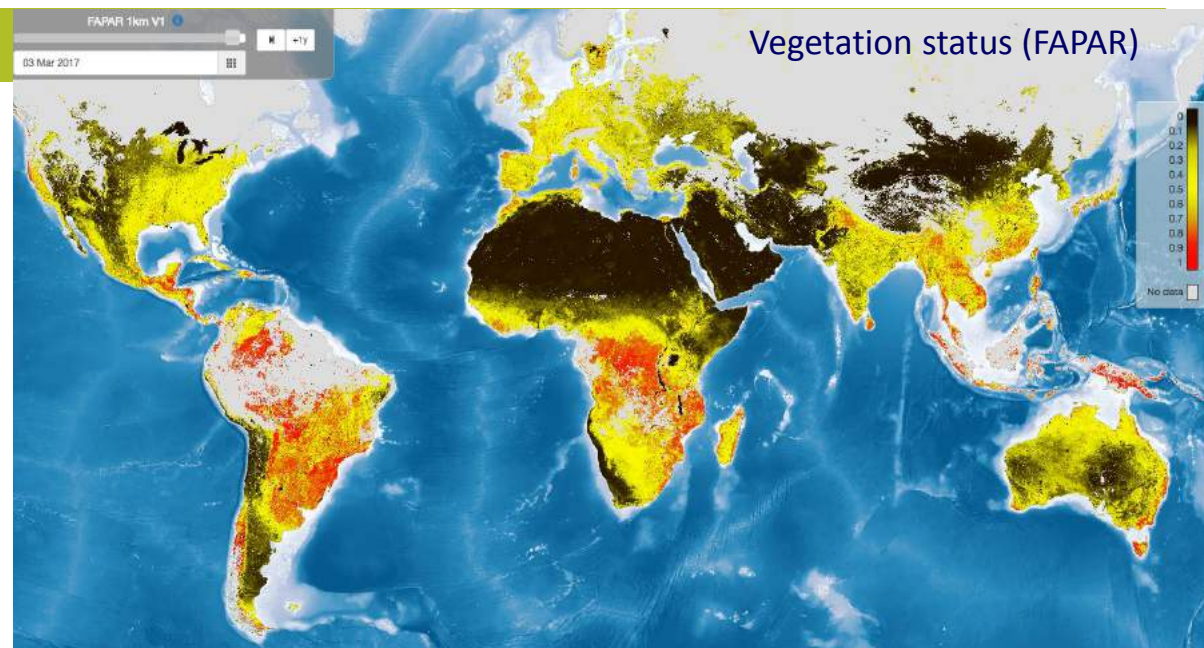 FAPAR 1km V1
+1y
03 Mar 2017
Vegetation status (FAPAR)
0
0.1
0.2
0.3
0.4
0.5
0.6
0.7
0.8
0.9
1
No data